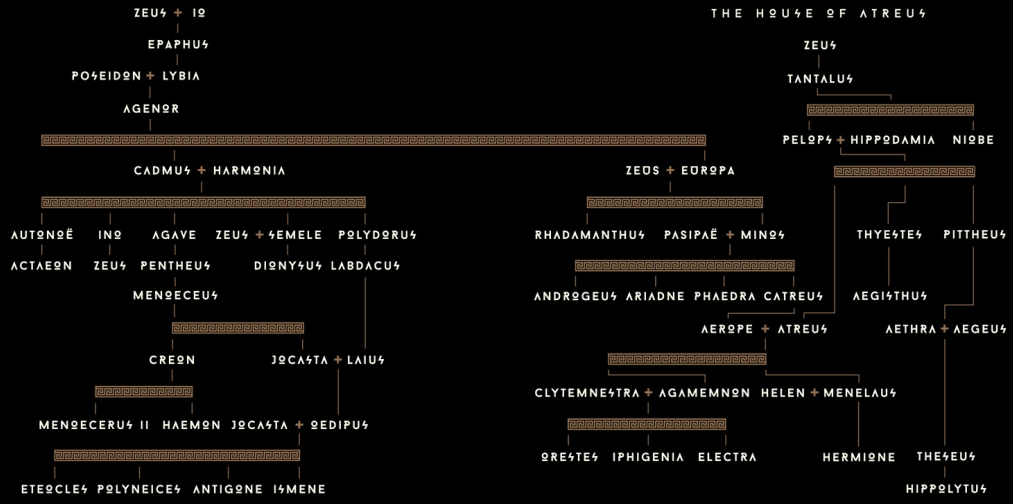 ZEUS + IO
THE HOUSE OF ATREUS
EPAPHUS
ZEUS
POSEIDON + LYBIA
TANTALUS
AGENOR
PELOPS + HIPPODAMIA NIOBE
CADMUS + HARMONIA
ZEUS + EUROPA
AUTONOË INO AGAVE ZEUS + SEMELE POLYDORUS
RHADAMANTHUS PASIPAË + MINOS
THYESTES PITTHEUS
ACTAEON ZEUS PENTHEUS DIONYSUS LABDACUS
MENOECEUS
ANDROGEUS ARIADNE PHAEDRA CATREUS
AEGISTHUS
AEROPE + ATREUS
AETHRA + AEGEUS
CREON
JOCASTA + LAIUS
CLYTEMNESTRA + AGAMEMNON HELEN + MENELAUS
MENOECERUS II HAEMON JOCASTA + OEDIPUS
ORESTES IPHIGENIA ELECTRA
HERMIONE
THESEUS
ETEOCLES POLYNEICES ANTIGONE ISMENE
HIPPOLYTUS